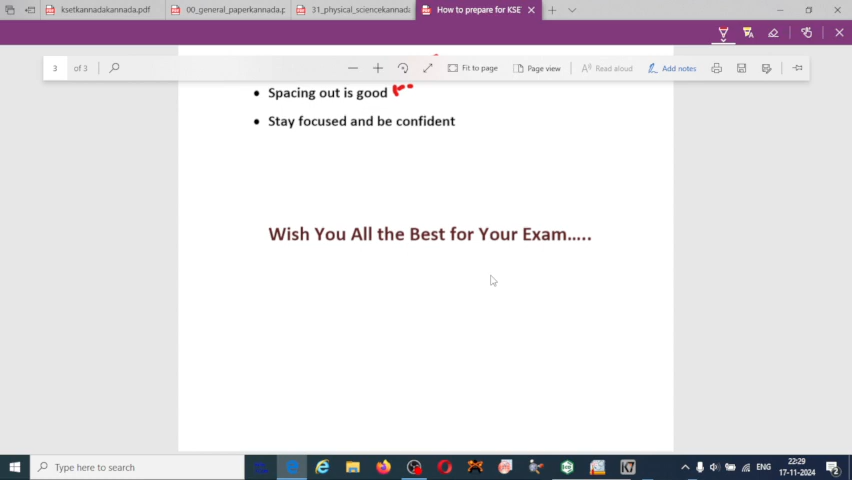 ksetkannadakannada.pdf
00_general_paperkannada.p
31_physical_sciencekannada
How to prepare for KSE
3 of 3
Fit to page
Page view
Read aloud
Add notes
• Spacing out is good
• Stay focused and be confident
Wish You All the Best for Your Exam.....
Type here to search
ENG
22:29
17-11-2024
2